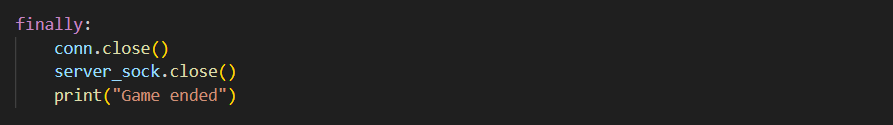 finally:
    conn.close()
    server_sock.close()
    print("Game ended")